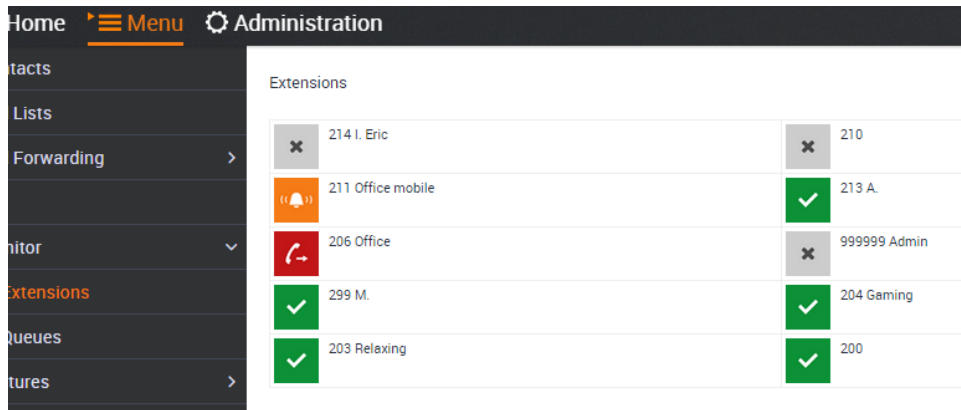 Home Menu Administration
tacts
Lists
Forwarding
nitor
Extensions
Queues
tures
Extensions
214 I. Eric
210
211 Office mobile
213 A.
206 Office
999999 Admin
299 M.
204 Gaming
203 Relaxing
200